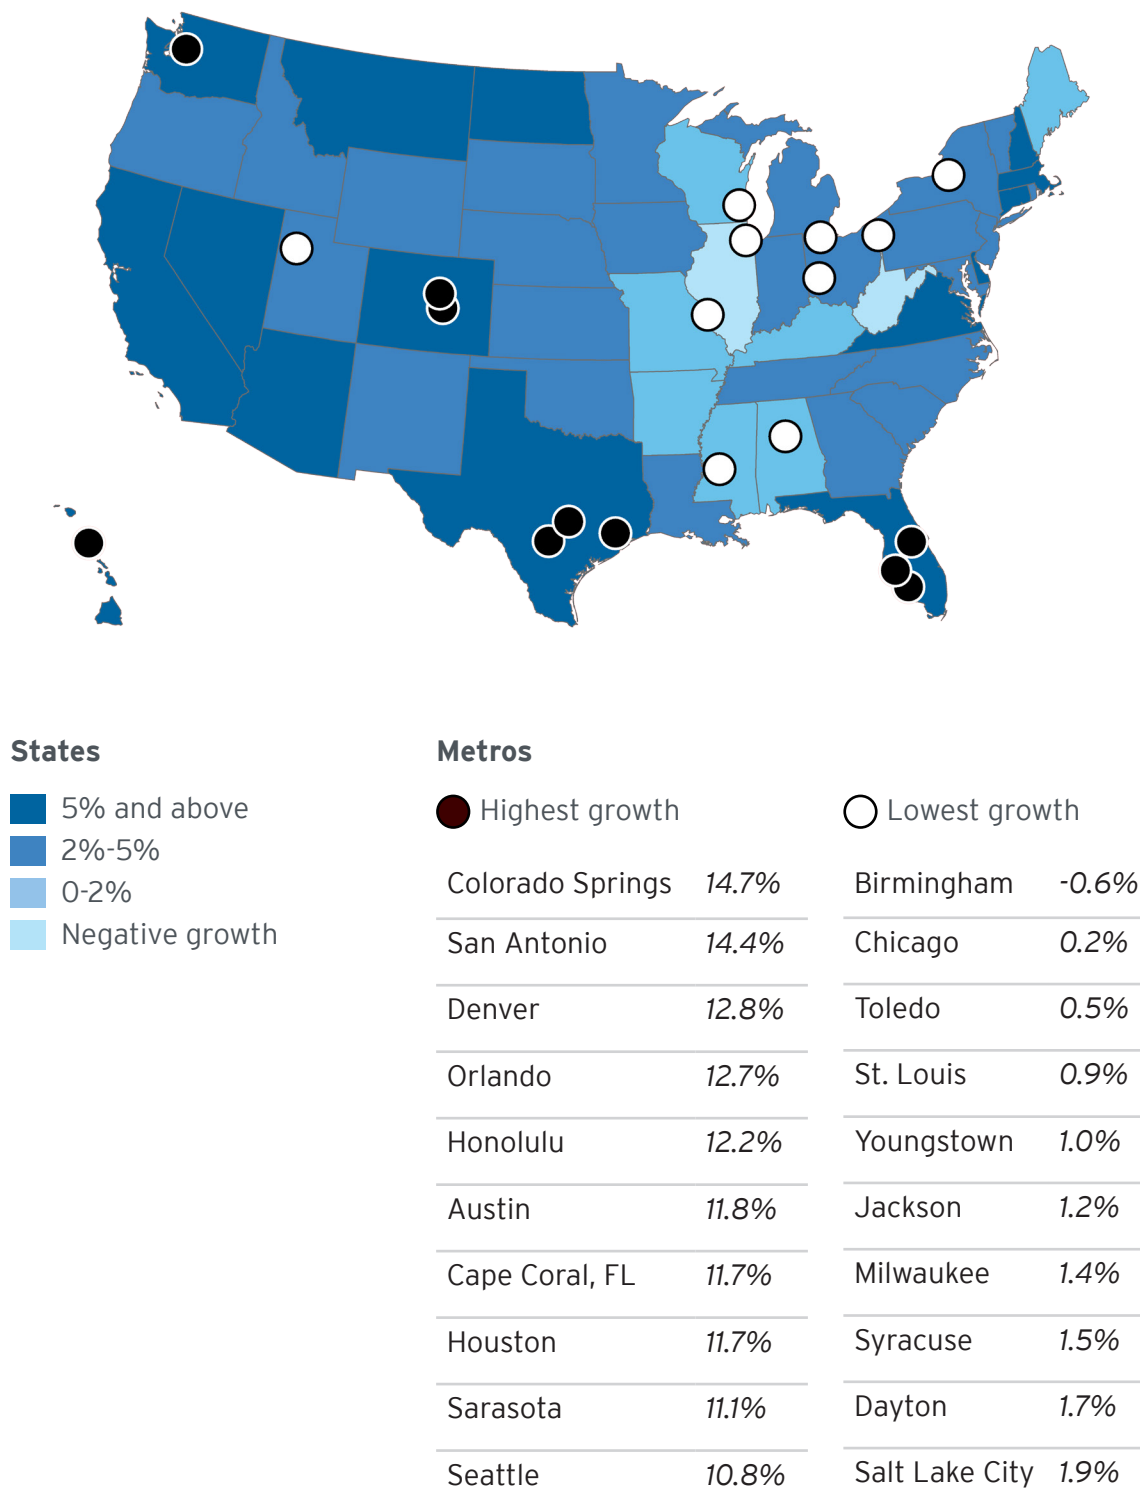 States
5% and above
2%-5%
0-2%
Negative growth
Metros
Highest growth
Colorado Springs 14.7%
San Antonio 14.4%
Denver 12.8%
Orlando 12.7%
Honolulu 12.2%
Austin 11.8%
Cape Coral, FL 11.7%
Houston 11.7%
Sarasota 11.1%
Seattle 10.8%
Lowest growth
Birmingham -0.6%
Chicago 0.2%
Toledo 0.5%
St. Louis 0.9%
Youngstown 1.0%
Jackson 1.2%
Milwaukee 1.4%
Syracuse 1.5%
Dayton 1.7%
Salt Lake City 1.9%